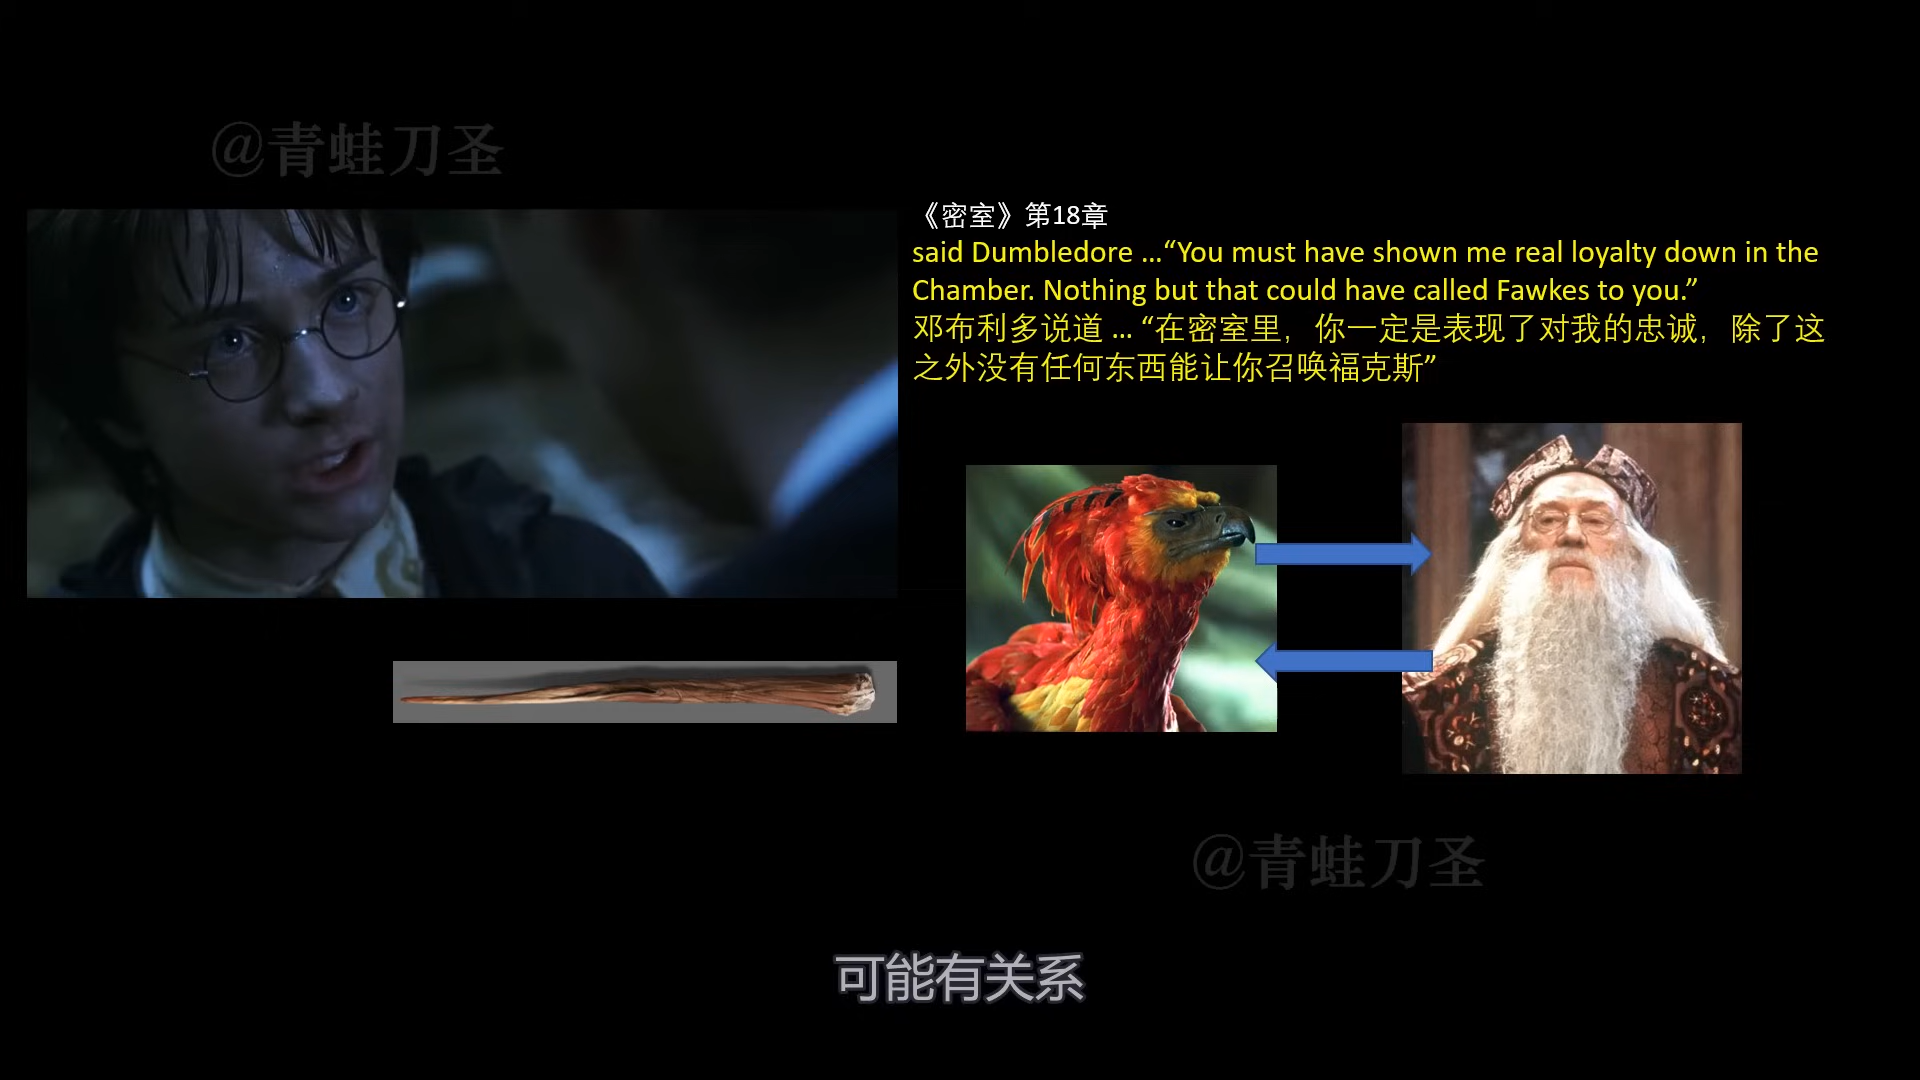 @青蛙刀圣
《密室》第18章
said Dumbledore ...“You must have shown me real loyalty down in the
Chamber. Nothing but that could have called Fawkes to you.”
邓布利多说道 ... “在密室里，你一定是表现了对我的忠诚，除了这
之外没有任何东西能让你召唤福克斯”
@青蛙刀圣
可能有关系